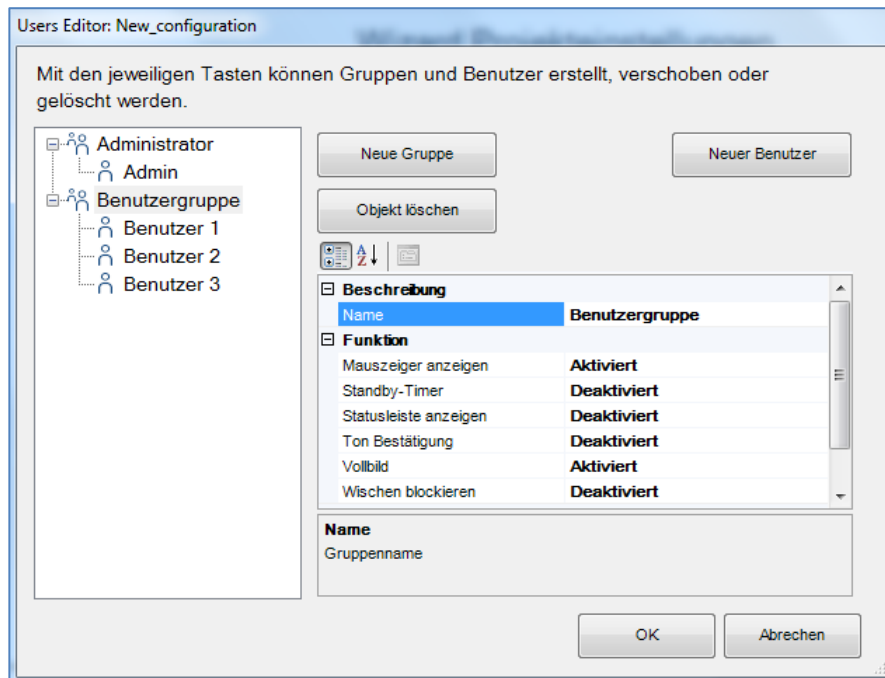 Users Editor: New_configuration
Wizard Projekteinstellungen
Mit den jeweiligen Tasten können Gruppen und Benutzer erstellt, verschoben oder
gelöscht werden.
Administrator
Admin
Benutzergruppe
Benutzer 1
Benutzer 2
Benutzer 3
Neue Gruppe
Neuer Benutzer
Objekt löschen
A
Z
Beschreibung
Name Benutzergruppe
Funktion
Mauszeiger anzeigen Aktiviert
Standby-Timer Deaktiviert
Statusleiste anzeigen Deaktiviert
Ton Bestätigung Deaktiviert
Vollbild Aktiviert
Wischen blockieren Deaktiviert
Name
Gruppenname
OK
Abrechen